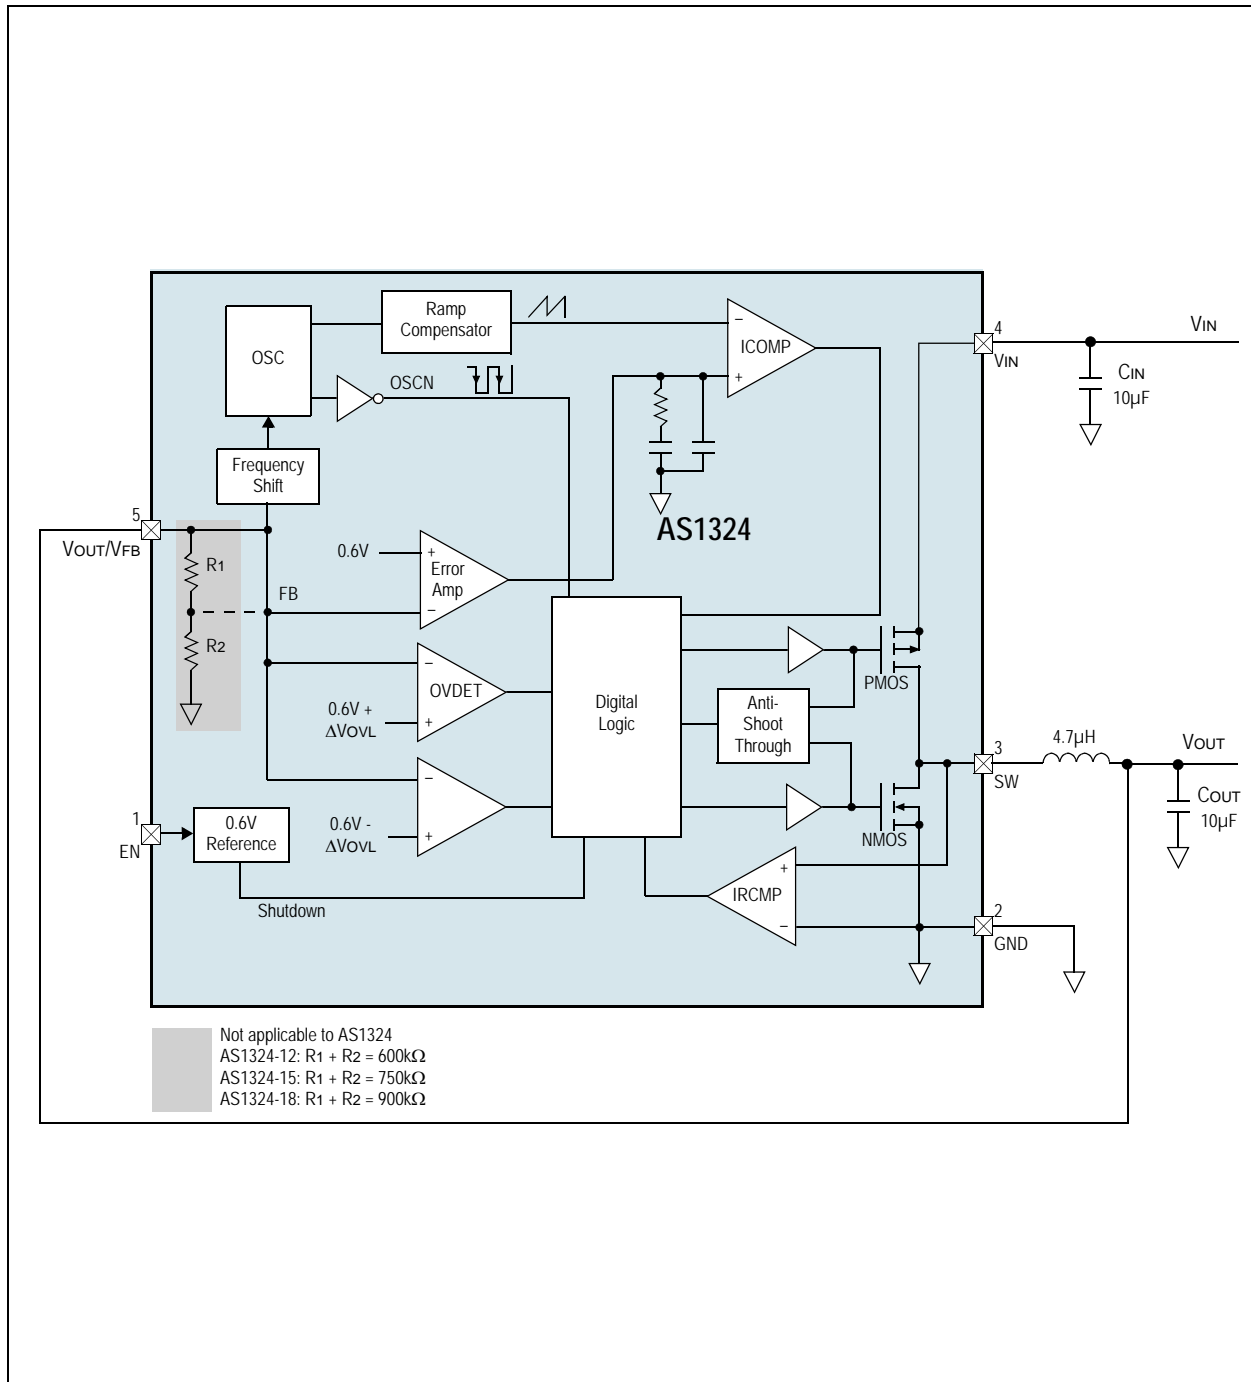 Ramp
Compensator
OSC
−
ICOMP
+
OSCN
4
VIN
VIN
CIN
10µF
Frequency
Shift
5
VOUT/VFB
R1
FB
R2
AS1324
0.6V
+
Error
Amp
−
−
OVDET
0.6V +
ΔVOVL
+
Digital
Logic
Anti-
Shoot
Through
PMOS
NMOS
3
SW
4.7µH
VOUT
COUT
10µF
−
0.6V -
ΔVOVL
+
1
EN
0.6V
Reference
Shutdown
+
IRCMP
−
2
GND
Not applicable to AS1324
AS1324-12: R1 + R2 = 600kΩ
AS1324-15: R1 + R2 = 750kΩ
AS1324-18: R1 + R2 = 900kΩ